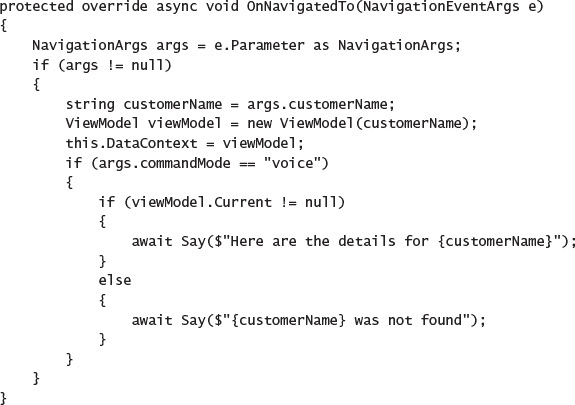 protected override async void OnNavigatedTo(NavigationEventArgs e)
{
    NavigationArgs args = e.Parameter as NavigationArgs;
    if (args != null)
    {
        string customerName = args.customerName;
        ViewModel viewModel = new ViewModel(customerName);
        this.DataContext = viewModel;
        if (args.commandMode == "voice")
        {
            if (viewModel.Current != null)
            {
                await Say($"Here are the details for {customerName}");
            }
            else
            {
                await Say($"{customerName} was not found");
            }
        }
    }
}